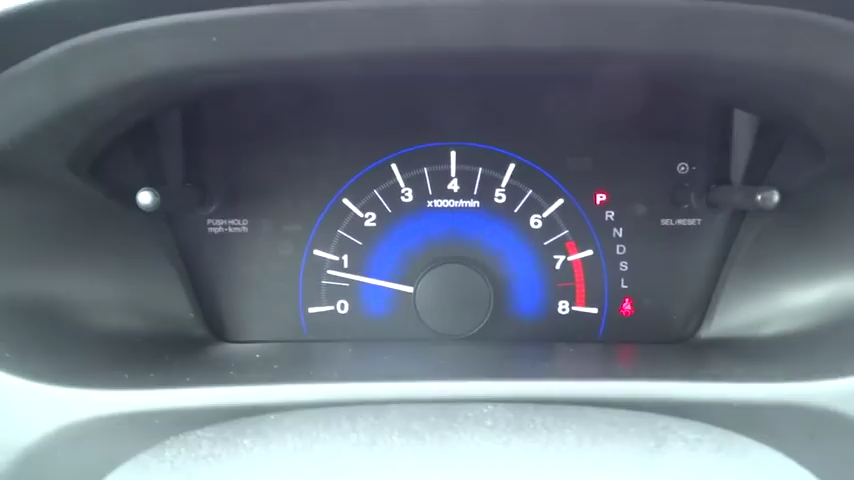 PUSH HOLD
mph◦km/h
0
1
2
3
4
5
6
7
8
x1000r/min
P
R
N
D
S
L
SEL/RESET